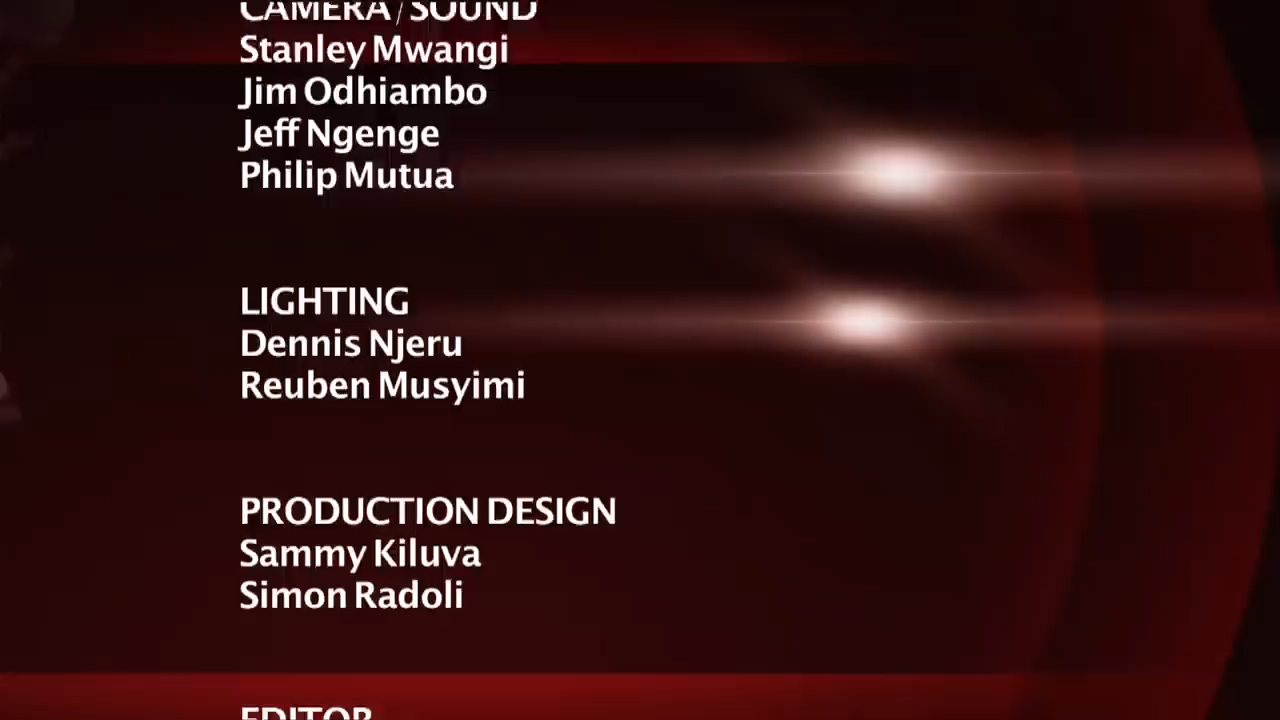 CAMERA / SOUND
Stanley Mwangi
Jim Odhiambo
Jeff Ngenge
Philip Mutua
LIGHTING
Dennis Njeru
Reuben Musyimi
PRODUCTION DESIGN
Sammy Kiluva
Simon Radoli
EDITOR